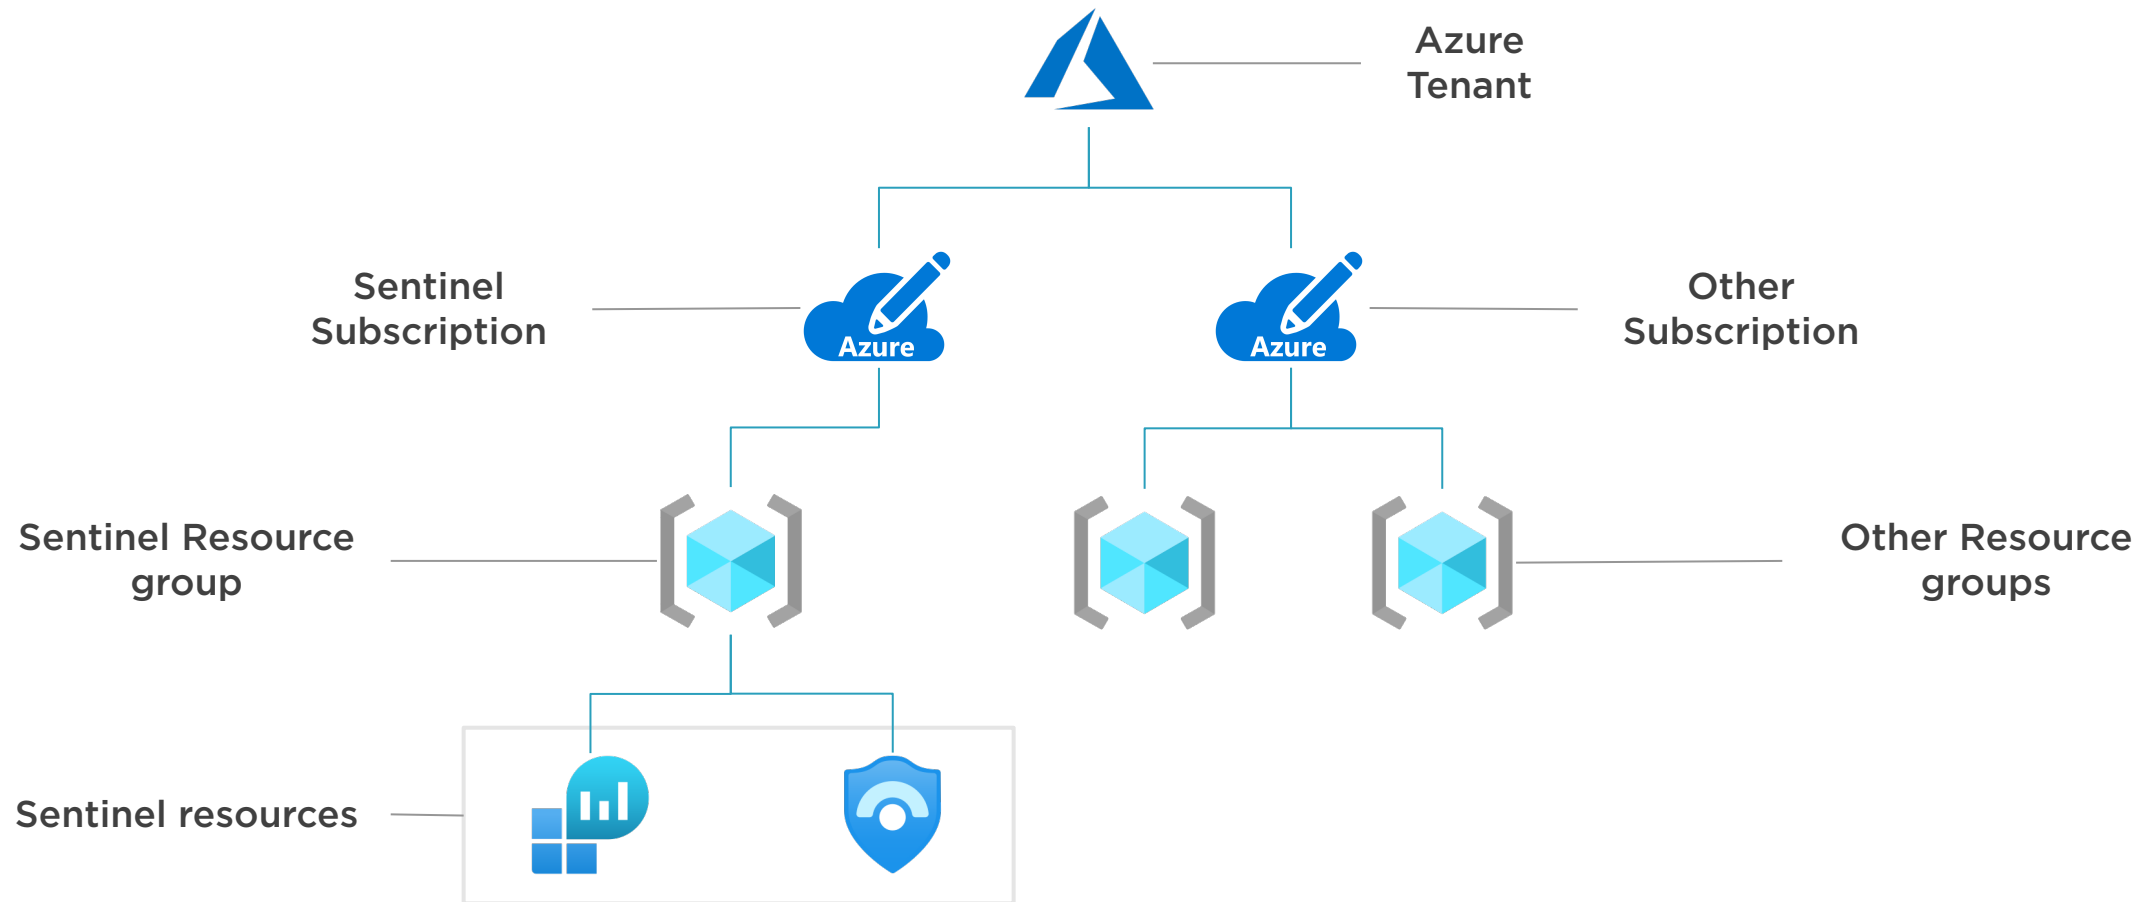 Azure
Tenant
Sentinel
Subscription
Azure
Azure
Other
Subscription
Sentinel Resource
group
Other Resource
groups
Sentinel resources